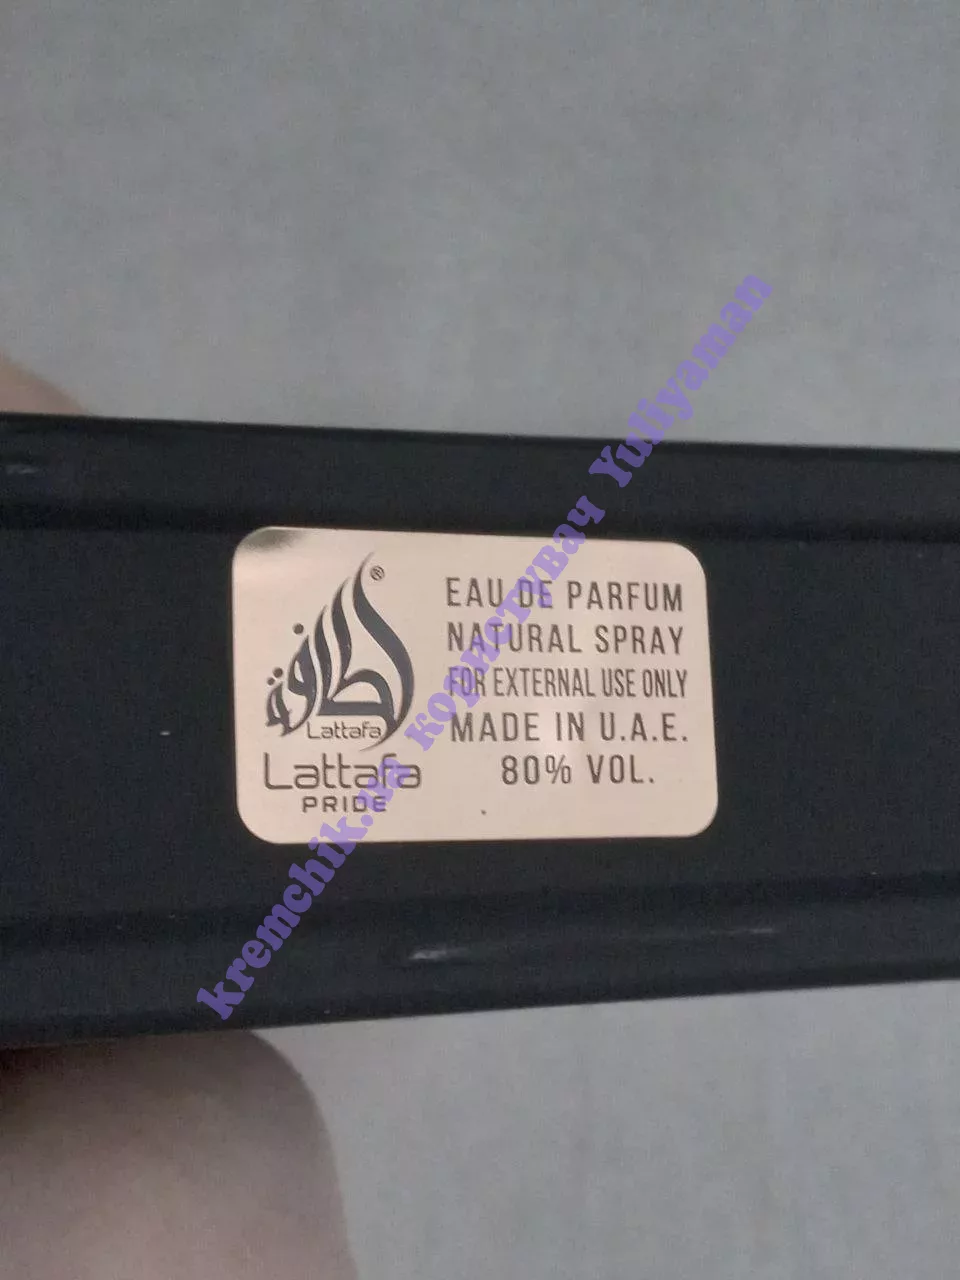 لطافة
®
Lattafa
Lattafa
PRIDE
EAU DE PARFUM
NATURAL SPRAY
FOR EXTERNAL USE ONLY
MADE IN U.A.E.
80% VOL.
kremchik.ua користувач Yuliyaman